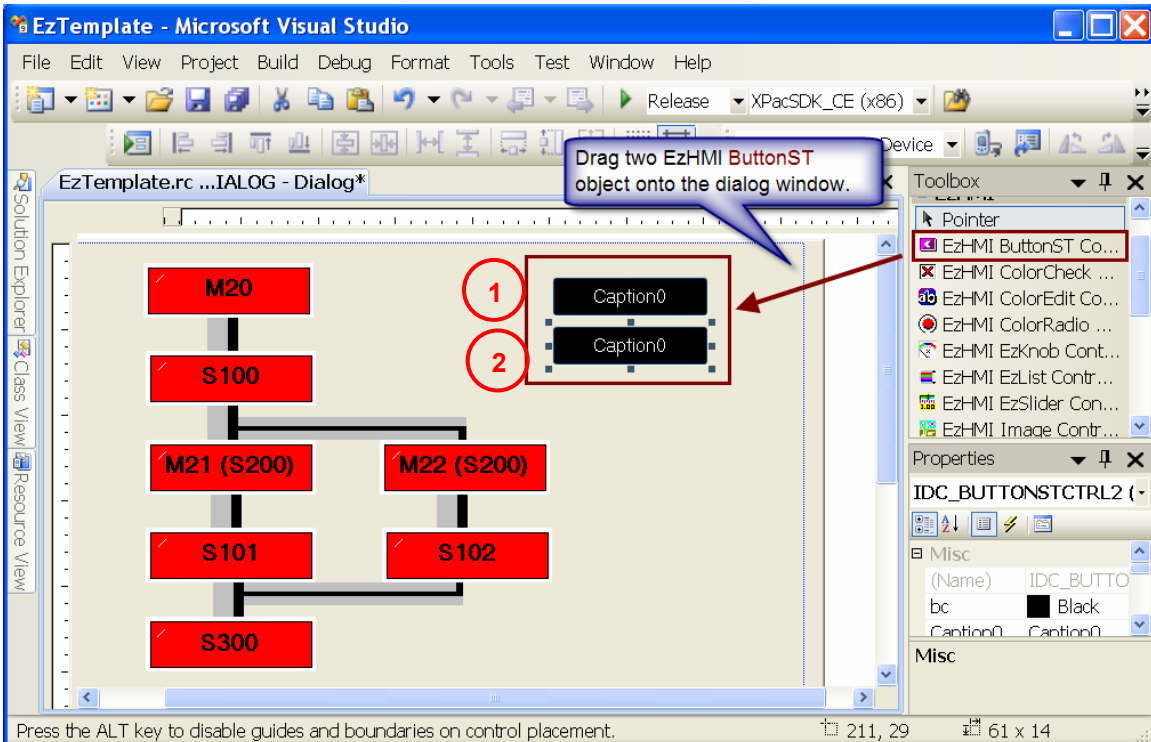 EzTemplate - Microsoft Visual Studio
File Edit View Project Build Debug Format Tools Test Window Help
Release XPacSDK_CE (x86)
Device
Drag two EzHMI ButtonST
object onto the dialog window.
EzTemplate.rc ...IALOG - Dialog*
Solution Explorer
Class View
Resource View
M20
S100
M21 (S200)
M22 (S200)
S101
S102
S300
1
Caption0
2
Caption0
Toolbox
Pointer
EzHMI ButtonST Co...
EzHMI ColorCheck ...
EzHMI ColorEdit Co...
EzHMI ColorRadio ...
EzHMI EzKnob Cont...
EzHMI EzList Contr...
EzHMI EzSlider Con...
EzHMI Image Contr...
Properties
IDC_BUTTONSTCTRL2 (
Misc
(Name) IDC_BUTTO
bc Black
Caption0 Caption0
Misc
Press the ALT key to disable guides and boundaries on control placement.
211, 29
61 x 14